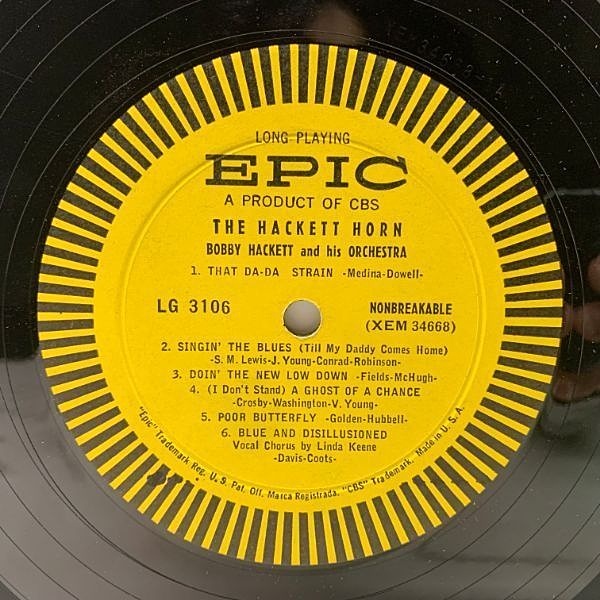 LONG PLAYING
EPIC
A PRODUCT OF CBS
THE HACKETT HORN
BOBBY HACKETT and his ORCHESTRA
1. THAT DA-DA STRAIN -Medina-Dowell-
LG 3106
NONBREAKABLE
(XEM 34668)
2. SINGIN' THE BLUES (Till My Daddy Comes Home)
-S. M. Lewis-J. Young-Conrad-Robinson-
3. DOIN' THE NEW LOW DOWN -Fields-McHugh-
4. (I Don't Stand) A GHOST OF A CHANCE
-Crosby-Washington-V. Young-
5. POOR BUTTERFLY -Golden-Hubbell-
6. BLUE AND DISILLUSIONED
Vocal Chorus by Linda Keene
-Davis-Coots-
"Epic" Trademark Reg. U. S. Pat. Off. Marca Registrada. "CBS" Trademark. Made in U. S. A.